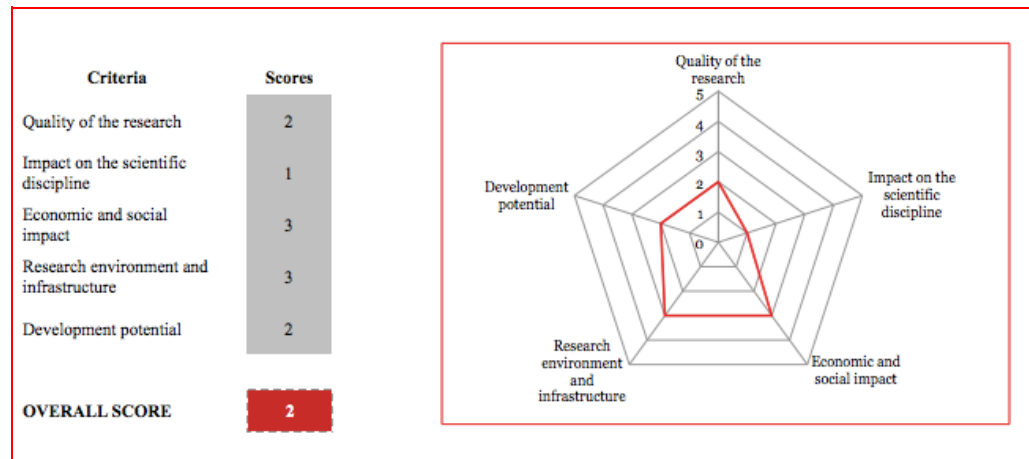 Criteria Scores
Quality of the research 2
Impact on the scientific
discipline 1
Economic and social
impact 3
Research environment and
infrastructure 3
Development potential 2
OVERALL SCORE 2
Quality of the
research
5
4
3
2
1
0
Impact on the
scientific
discipline
Economic and
social impact
Research
environment
and
infrastructure
Development
potential